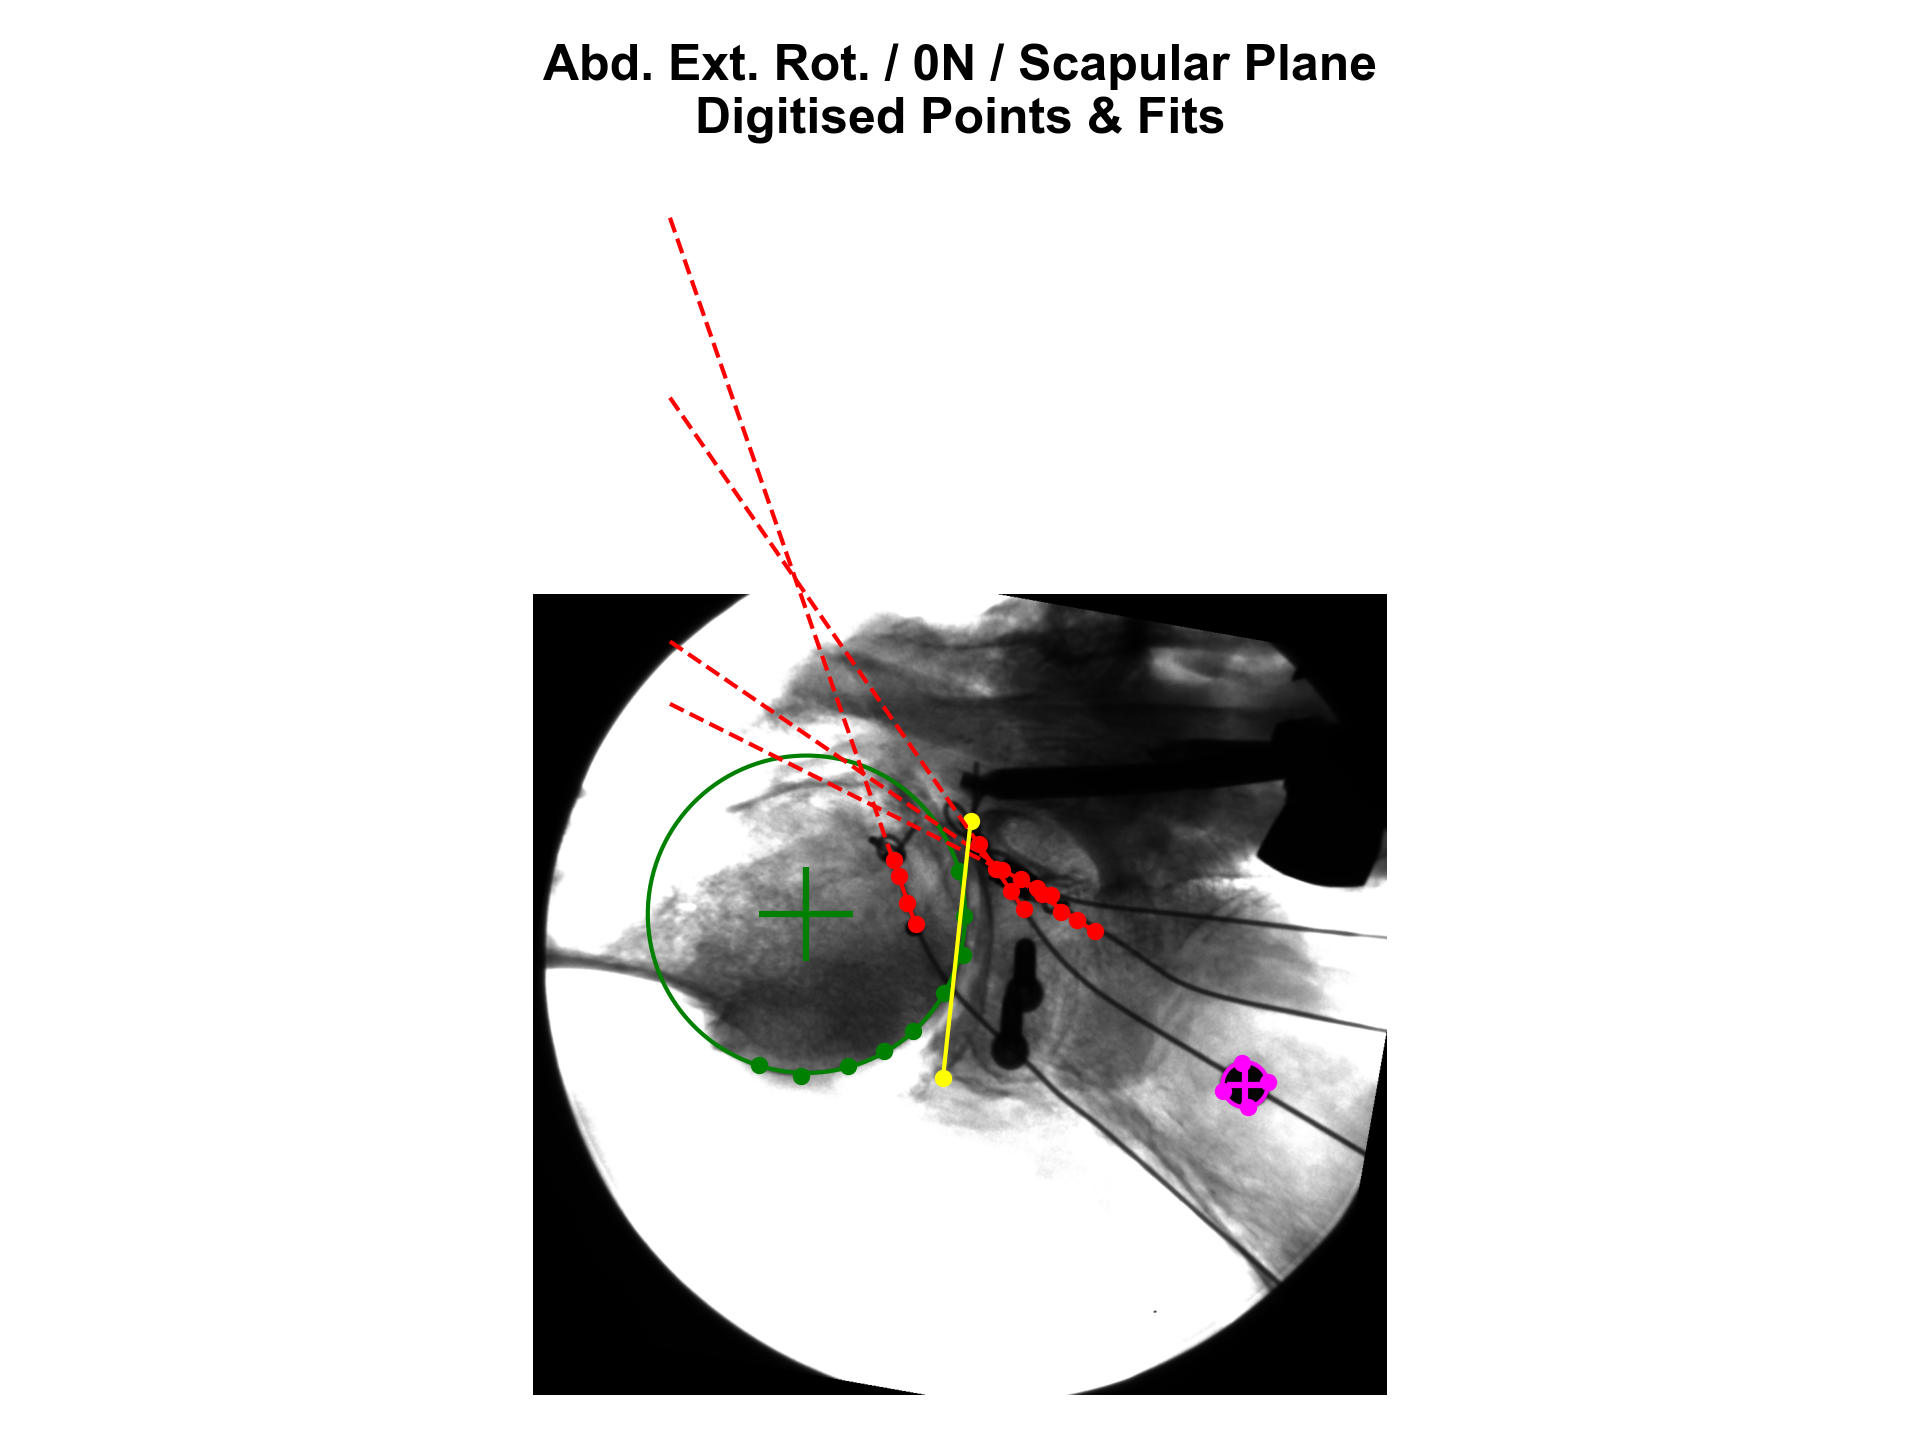 Abd. Ext. Rot. / 0N / Scapular Plane
Digitised Points & Fits